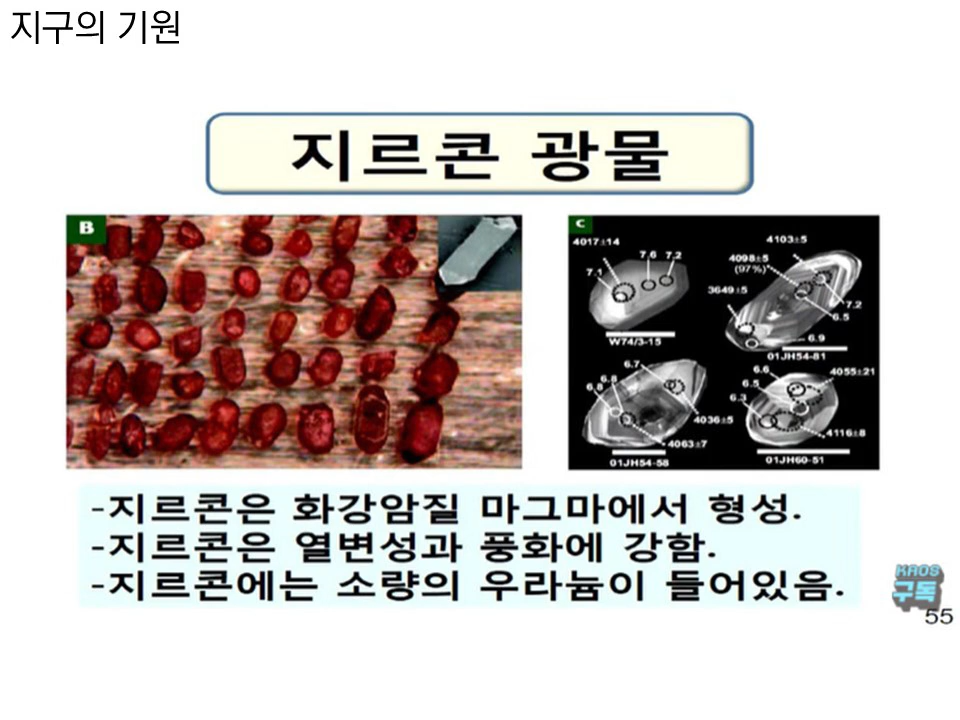 지구의 기원
지르콘 광물
B
C
4017±14
7.6 7.2
7.1
W74/3-15
4103±5
4098±5
(97%)*
3649±5
7.2
6.5
6.9
01JH54-81
6.7
6.8
6.8
4036±5
4063±7
01JH54-58
6.6
6.5
6.3
4055±21
4116±8
01JH60-51
-지르콘은 화강암질 마그마에서 형성.
-지르콘은 열변성과 풍화에 강함.
-지르콘에는 소량의 우라늄이 들어있음.
KAOS
구독
55